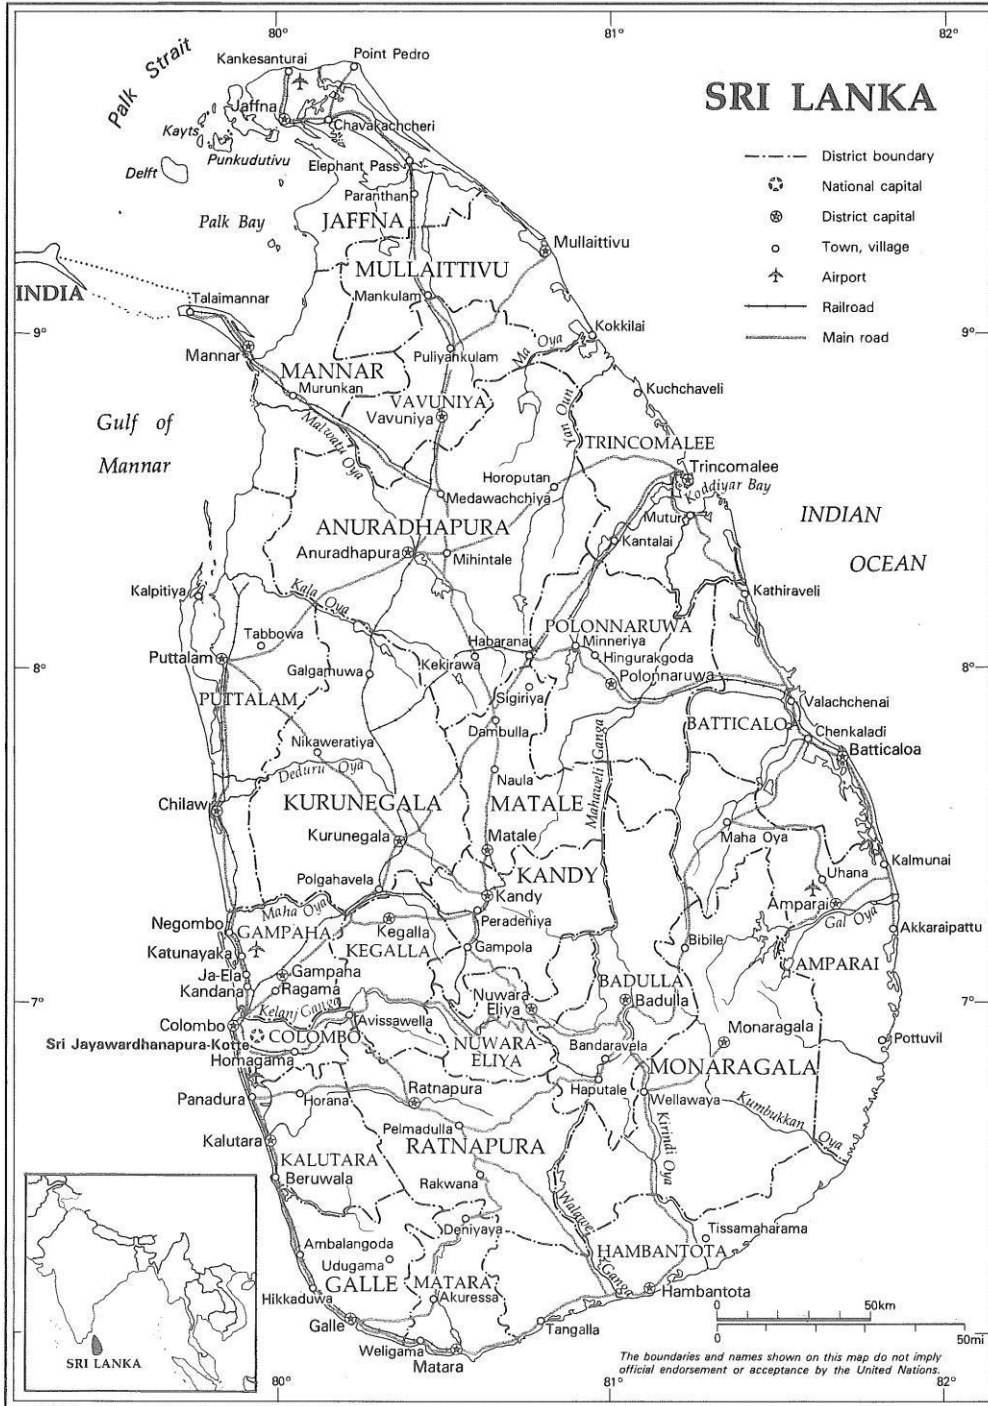 80°
81°
82°
SRI LANKA
District boundary
National capital
District capital
Town, village
Airport
Railroad
Main road
Palk Strait
Kankesanturai
Point Pedro
Jaffna
Kayts
Chavakachcheri
Punkudutivu
Delft
Elephant Pass
Paranthan
Palk Bay
JAFFNA
Mullaittivu
MULLAITTIVU
INDIA
Talaimannar
Mankulam
9°
9°
Kokkilai
Mannar
Puliyankulam
Ma Oya
MANNAR
Murunkan
Kuchchaveli
VAVUNIYA
Vavuniya
Yan Oun
Gulf of
Mannar
Malwatu Oya
TRINCOMALEE
Trincomalee
Horoputan
Koddiyar Bay
Medawachchiya
Mutur
INDIAN
OCEAN
ANURADHAPURA
Anuradhapura
Mihintale
Kantalai
Kalpitiya
Kala Oya
Kathiraveli
Tabbowa
Habarana
POLONNARUWA
Minneriya
Hingurakgoda
Puttalam
8°
8°
Galgamuwa
Kekirawa
Polonnaruwa
Sigiriya
PUTTALAM
Valachchenai
Dambulla
BATTICALOA
Chenkaladi
Nikaweratiya
Batticaloa
Deduru Oya
Naula
Mahaweli Ganga
Chilaw
KURUNEGALA
MATALE
Kurunegala
Matale
Maha Oya
KANDY
Kalmunai
Uhana
Polgahavela
Kandy
Amparai
Maha Oya
Gal Oya
Negombo
GAMPAHA
Kegalla
Peradeniya
Akkaraipattu
KEGALLA
Katunayaka
Gampola
Bibile
AMPARAI
Ja-Ela
Gampaha
BADULLA
Kandana
Ragama
Nuwara
Eliya
Badulla
7°
7°
Kelanj Ganga
Colombo
Avissawella
Monaragala
Sri Jayawardhanapura-Kotte
COLOMBO
NUWARA-
ELIYA
Bandaravela
Pottuvil
Homagama
MONARAGALA
Haputale
Panadura
Horana
Ratnapura
Wellawaya
Kumbukkan Oya
Pelmadulla
Kalutara
RATNAPURA
Kirindi Oya
KALUTARA
Beruwala
Rakwana
Walawe Ganga
Deniyaya
Tissamaharama
Ambalangoda
HAMBANTOTA
Udugama
GALLE
MATARA
Akuressa
Hikkaduwa
Hambantota
Galle
Tangalla
Weligama
Matara
SRI LANKA
0 50km
0 50mi
The boundaries and names shown on this map do not imply
official endorsement or acceptance by the United Nations.
80°
81°
82°